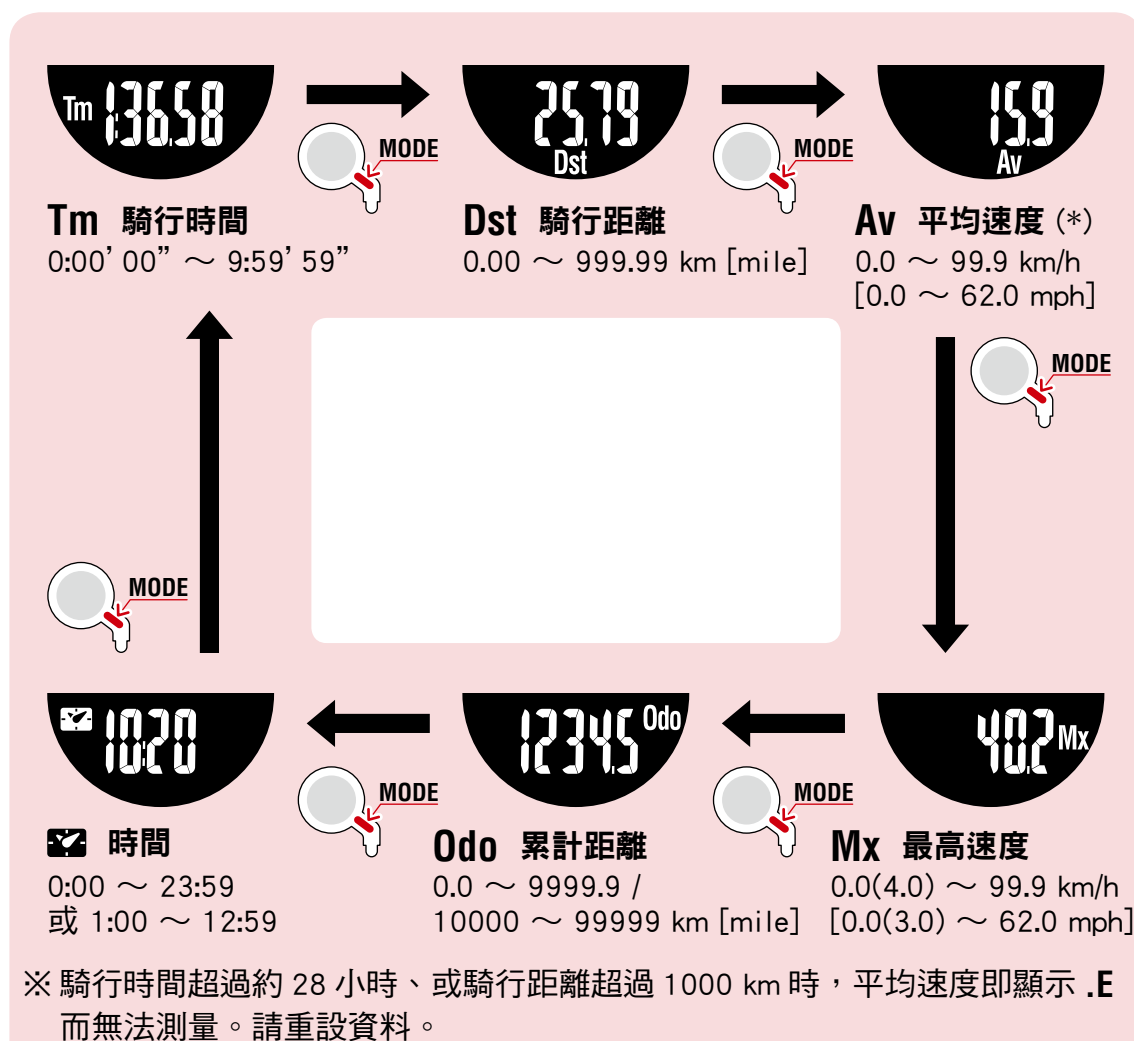 Tm 1:36.58
MODE
25.79 Dst
MODE
15.9 Av
Tm 騎行時間
0:00’ 00” ～ 9:59’ 59”
Dst 騎行距離
0.00 ～ 999.99 km [mile]
Av 平均速度 (*)
0.0 ～ 99.9 km/h
[0.0 ～ 62.0 mph]
MODE
MODE
10:20
MODE
12345 Odo
MODE
40.2 Mx
時間
0:00 ～ 23:59
或 1:00 ～ 12:59
Odo 累計距離
0.0 ～ 9999.9 /
10000 ～ 99999 km [mile]
Mx 最高速度
0.0(4.0) ～ 99.9 km/h
[0.0(3.0) ～ 62.0 mph]
※ 騎行時間超過約 28 小時、或騎行距離超過 1000 km 時，平均速度即顯示 .E
而無法測量。請重設資料。